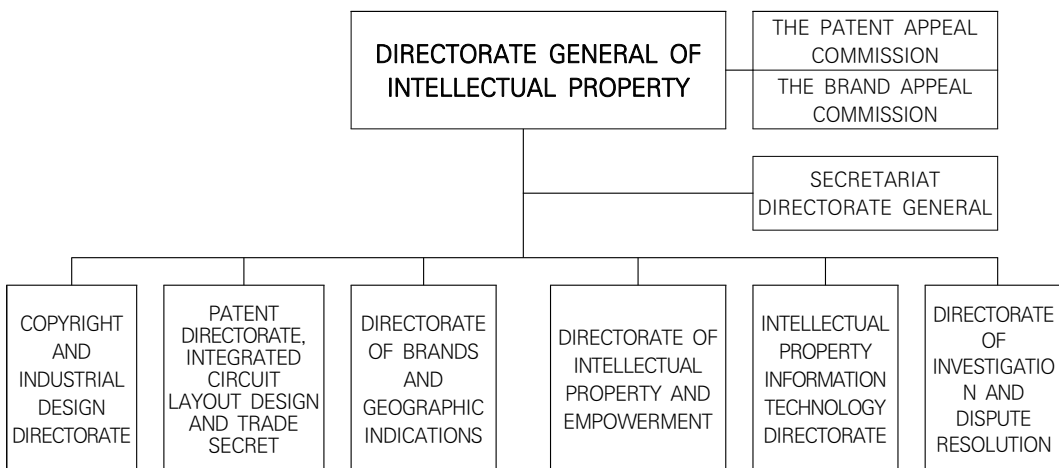 DIRECTORATE GENERAL OF
INTELLECTUAL PROPERTY
THE PATENT APPEAL
COMMISSION
THE BRAND APPEAL
COMMISSION
SECRETARIAT
DIRECTORATE GENERAL
COPYRIGHT
AND
INDUSTRIAL
DESIGN
DIRECTORATE
PATENT
DIRECTORATE,
INTEGRATED
CIRCUIT
LAYOUT DESIGN
AND TRADE
SECRET
DIRECTORATE
OF BRANDS
AND
GEOGRAPHIC
INDICATIONS
DIRECTORATE OF
INTELLECTUAL
PROPERTY AND
EMPOWERMENT
INTELLECTUAL
PROPERTY
INFORMATION
TECHNOLOGY
DIRECTORATE
DIRECTORATE
OF
INVESTIGATIO
N AND
DISPUTE
RESOLUTION